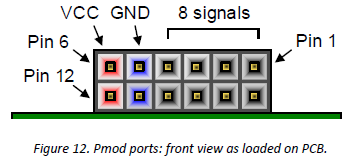 VCC GND 8 signals
Pin 6 Pin 1
Pin 12
Figure 12. Pmod ports: front view as loaded on PCB.